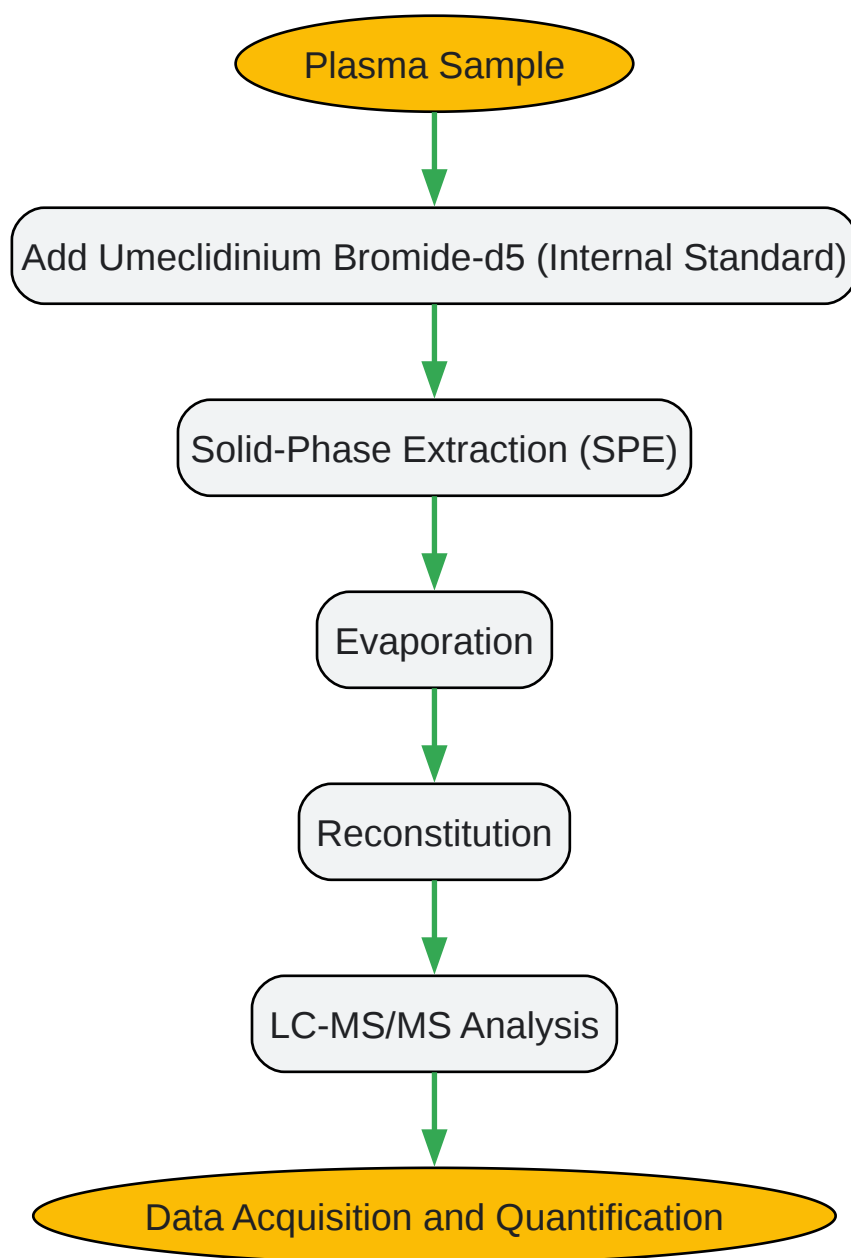 Plasma Sample
Add Umeclidinium Bromide-d5 (Internal Standard)
Solid-Phase Extraction (SPE)
Evaporation
Reconstitution
LC-MS/MS Analysis
Data Acquisition and Quantification